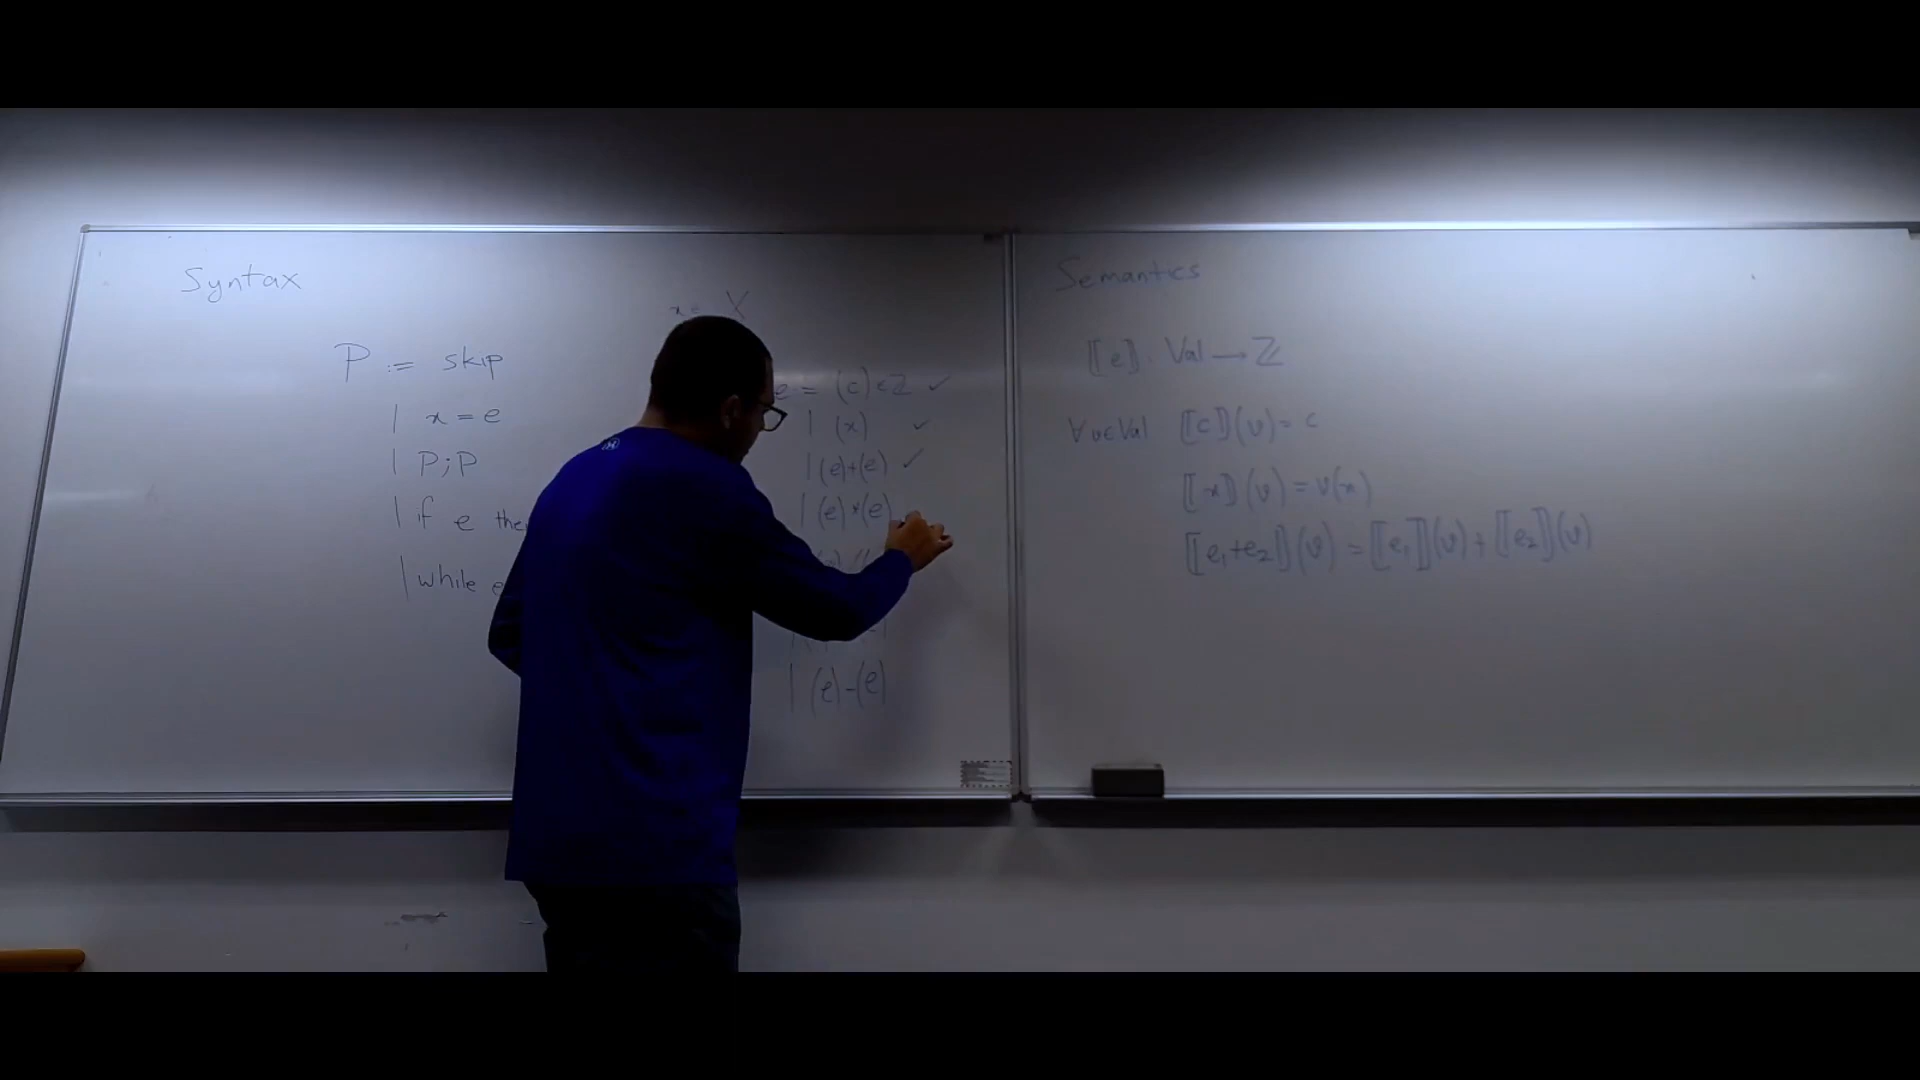 Syntax
P := skip
| x = e
| P;P
| if e the
| while e
x ∈ X
e := (c) ∈ ℤ ✓
| (x) ✓
| (e)+(e) ✓
| (e)*(e)
| (e)-(e)
Semantics
⟦e⟧: Val → ℤ
∀v∈Val ⟦c⟧(v) = c
⟦x⟧(v) = v(x)
⟦e₁+e₂⟧(v) = ⟦e₁⟧(v) + ⟦e₂⟧(v)